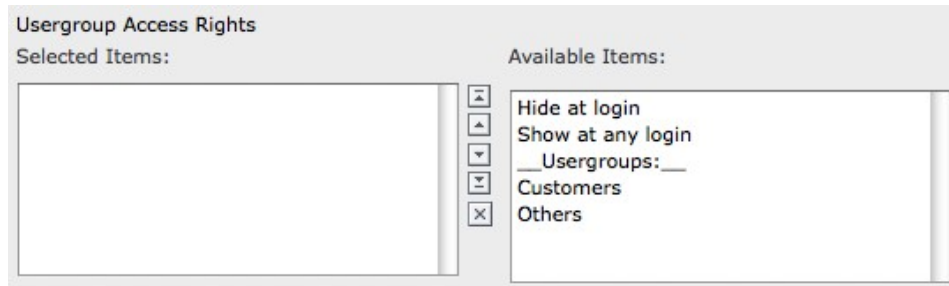 Usergroup Access Rights
Selected Items:
Available Items:
Hide at login
Show at any login
__Usergroups:__
Customers
Others